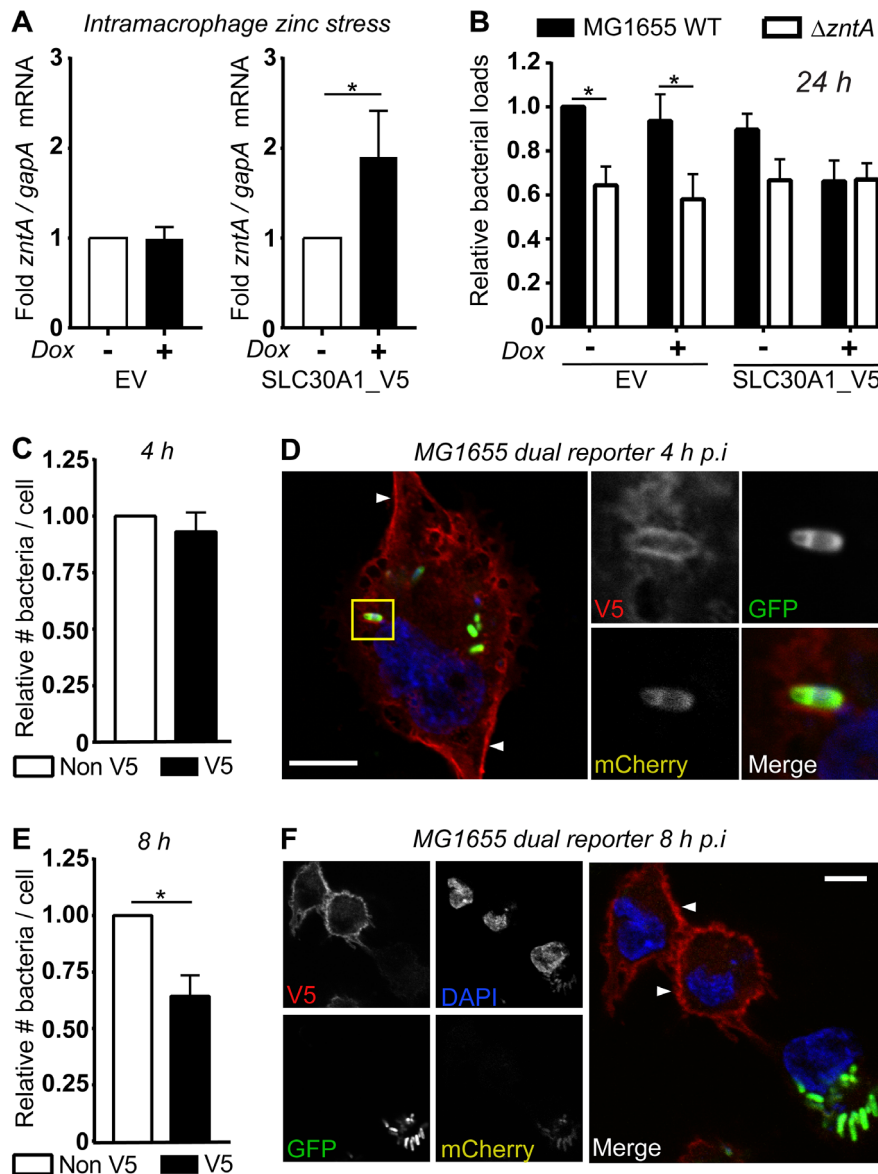 A Intramacrophage zinc stress
Fold zntA / gapA mRNA
3
2
1
0
Dox - +
EV
Fold zntA / gapA mRNA
3
2
1
0
*
Dox - +
SLC30A1_V5
B MG1655 WT ΔzntA
24 h
Relative bacterial loads
1.0
0.8
0.6
0.4
0.2
0
* *
Dox - + - +
EV SLC30A1_V5
C 4 h
Relative # bacteria / cell
1.25
1.00
0.75
0.50
0.25
0
Non V5 V5
D MG1655 dual reporter 4 h p.i
V5 GFP
mCherry Merge
E 8 h
Relative # bacteria / cell
1.25
1.00
0.75
0.50
0.25
0
*
Non V5 V5
F MG1655 dual reporter 8 h p.i
V5 DAPI
GFP mCherry Merge